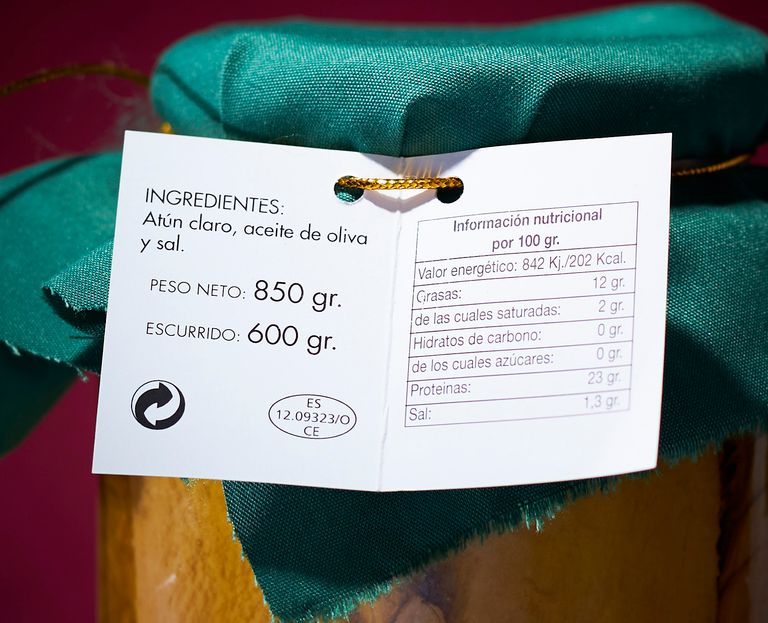 INGREDIENTES:
Atún claro, aceite de oliva
y sal.
PESO NETO: 850 gr.
ESCURRIDO: 600 gr.
ES
12.09323/O
CE
Información nutricional
por 100 gr.
Valor energético: 842 Kj./202 Kcal.
Grasas: 12 gr.
de las cuales saturadas: 2 gr.
Hidratos de carbono: 0 gr.
de los cuales azúcares: 0 gr.
Proteinas: 23 gr.
Sal: 1,3 gr.